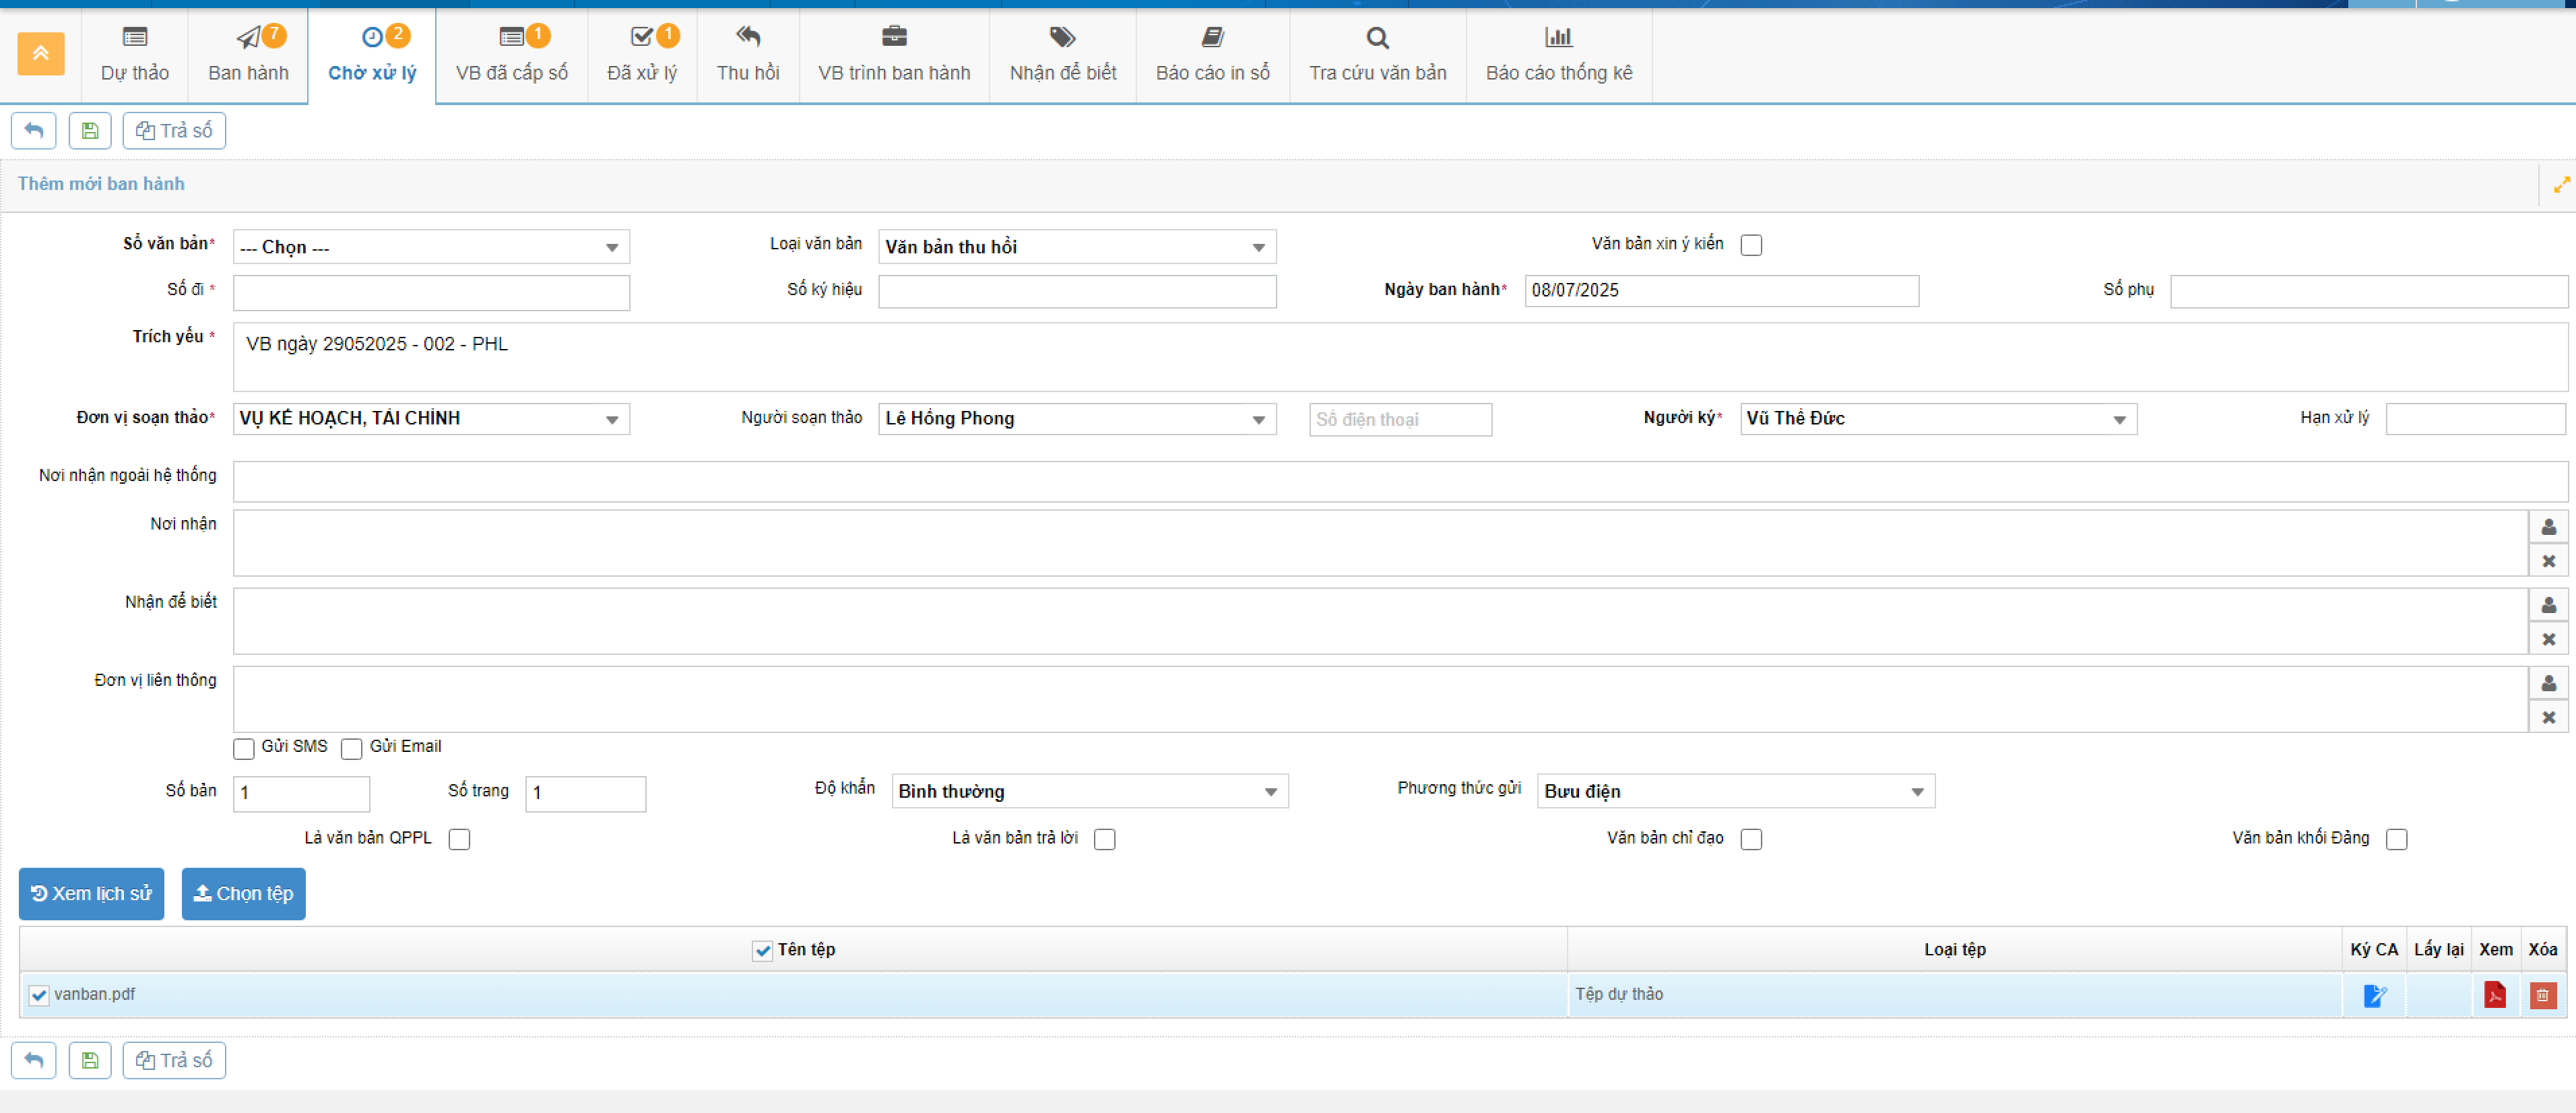 Dự thảo
7
Ban hành
2
Chờ xử lý
1
VB đã cấp số
1
Đã xử lý
Thu hồi
VB trình ban hành
Nhận để biết
Báo cáo in sổ
Tra cứu văn bản
Báo cáo thống kê
Trả số
Thêm mới ban hành
Sổ văn bản* --- Chọn --- Loại văn bản Văn bản thu hồi Văn bản xin ý kiến
Số đi * Số ký hiệu Ngày ban hành* 08/07/2025 Số phụ
Trích yếu * VB ngày 29052025 - 002 - PHL
Đơn vị soạn thảo* VỤ KẾ HOẠCH, TÀI CHÍNH Người soạn thảo Lê Hồng Phong Số điện thoại Người ký* Vũ Thế Đức Hạn xử lý
Nơi nhận ngoài hệ thống
Nơi nhận
Nhận để biết
Đơn vị liên thông
Gửi SMS Gửi Email
Số bản 1 Số trang 1 Độ khẩn Bình thường Phương thức gửi Bưu điện
Là văn bản QPPL Là văn bản trả lời Văn bản chỉ đạo Văn bản khối Đảng
Xem lịch sử Chọn tệp
Tên tệp Loại tệp Ký CA Lấy lại Xem Xóa
vanban.pdf Tệp dự thảo
Trả số